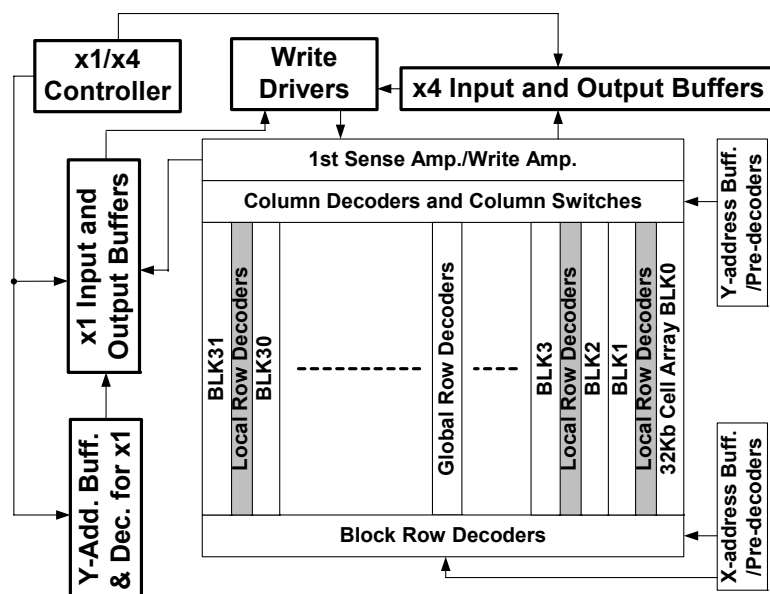 x1/x4
Controller
Write
Drivers
x4 Input and Output Buffers
1st Sense Amp./Write Amp.
Column Decoders and Column Switches
x1 Input and
Output Buffers
Y-Add. Buff.
& Dec. for x1
BLK31
Local Row Decoders
BLK30
Global Row Decoders
BLK3
Local Row Decoders
BLK2
BLK1
Local Row Decoders
32Kb Cell Array BLK0
Block Row Decoders
Y-address Buff.
/Pre-decoders
X-address Buff.
/Pre-decoders